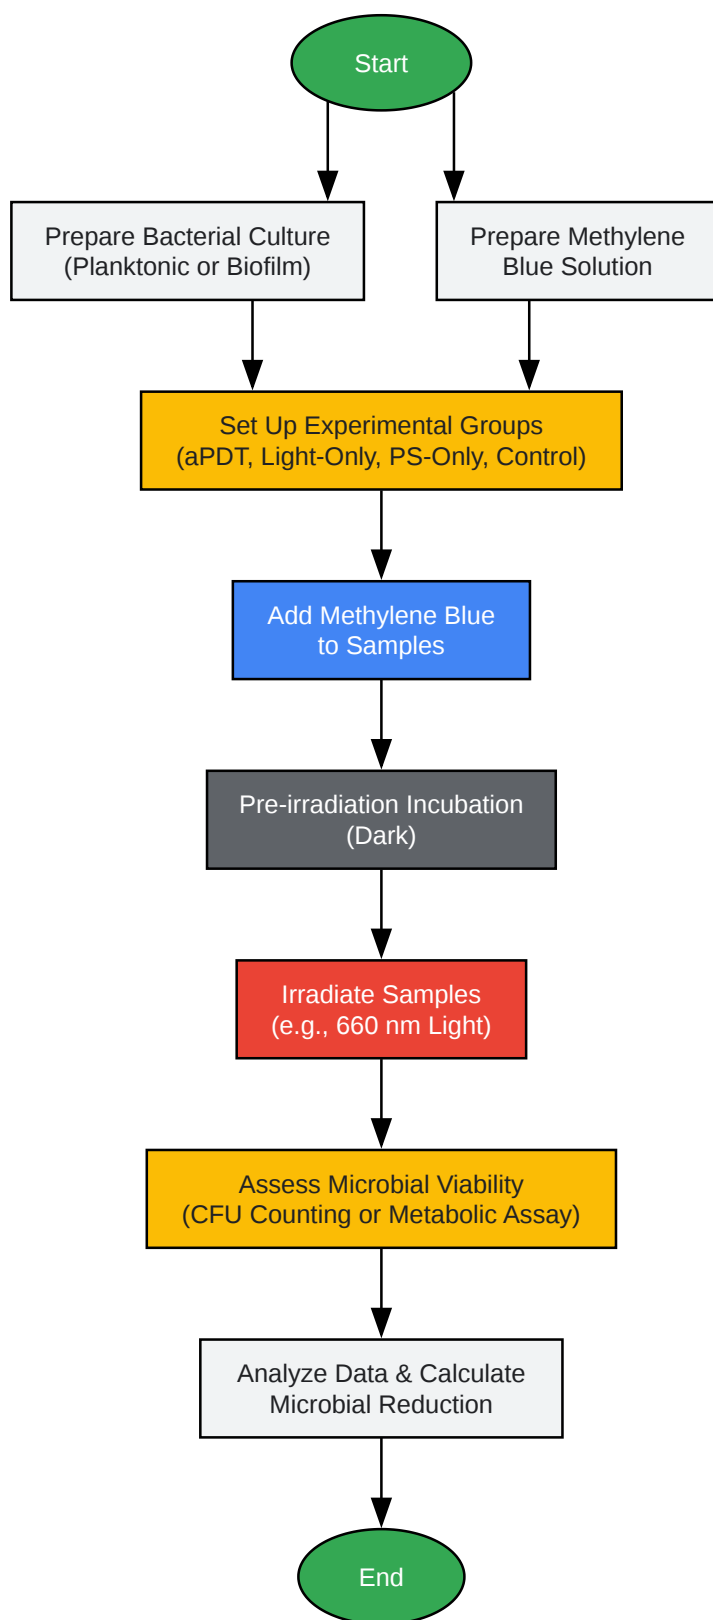 Start
Prepare Bacterial Culture
(Planktonic or Biofilm)
Prepare Methylene
Blue Solution
Set Up Experimental Groups
(aPDT, Light-Only, PS-Only, Control)
Add Methylene Blue
to Samples
Pre-irradiation Incubation
(Dark)
Irradiate Samples
(e.g., 660 nm Light)
Assess Microbial Viability
(CFU Counting or Metabolic Assay)
Analyze Data & Calculate
Microbial Reduction
End